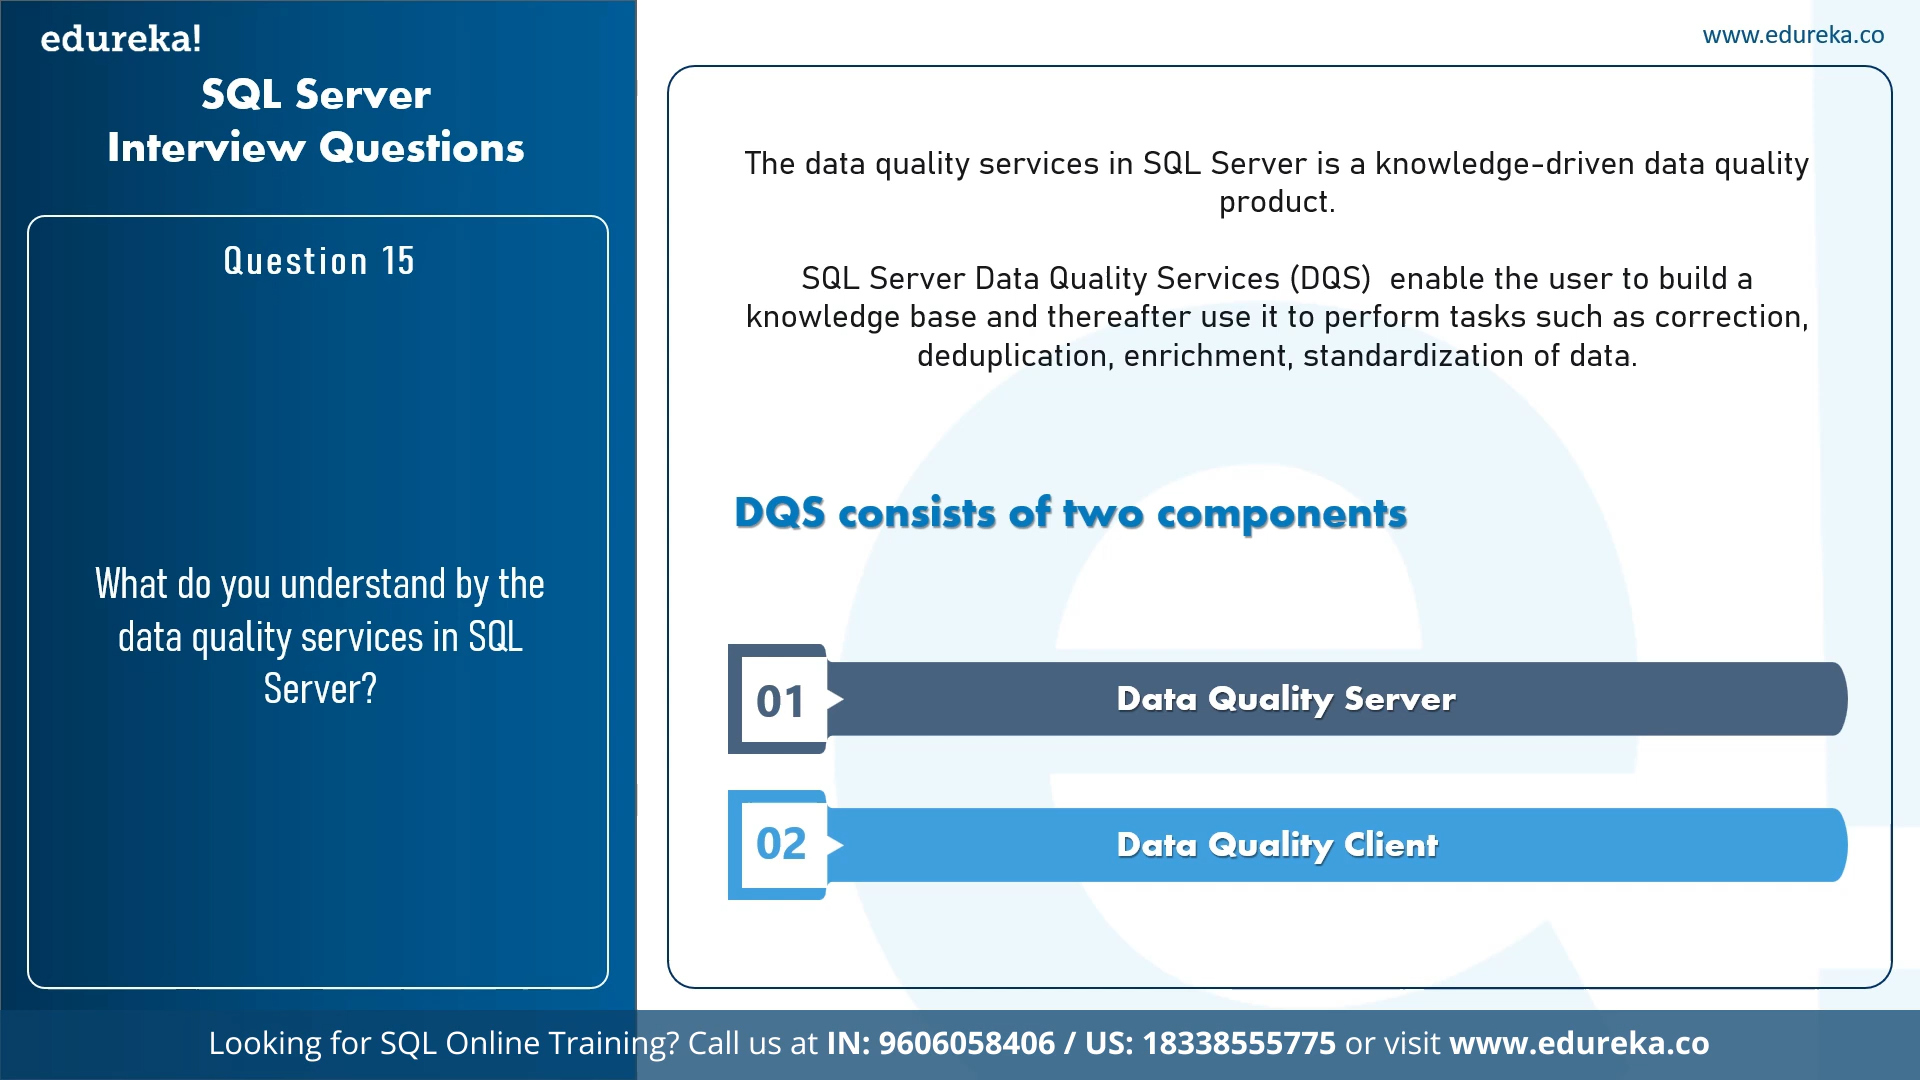 edureka!
www.edureka.co
SQL Server
Interview Questions
Question 15
What do you understand by the
data quality services in SQL
Server?
The data quality services in SQL Server is a knowledge-driven data quality
product.
SQL Server Data Quality Services (DQS)  enable the user to build a
knowledge base and thereafter use it to perform tasks such as correction,
deduplication, enrichment, standardization of data.
DQS consists of two components
01
Data Quality Server
02
Data Quality Client
Looking for SQL Online Training? Call us at IN: 9606058406 / US: 18338555775 or visit www.edureka.co